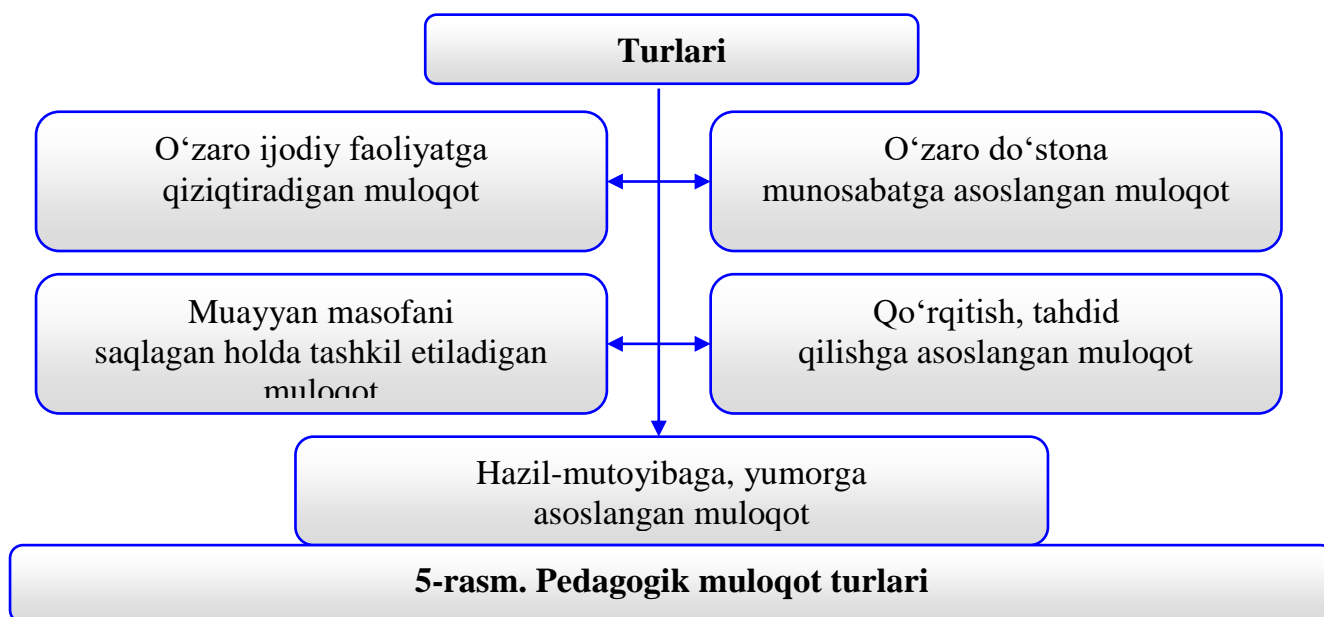 Turlari
O‘zaro ijodiy faoliyatga
qiziqtiradigan muloqot
O‘zaro do‘stona
munosabatga asoslangan muloqot
Muayyan masofani
saqlagan holda tashkil etiladigan
muloqot
Qo‘rqitish, tahdid
qilishga asoslangan muloqot
Hazil-mutoyibaga, yumorga
asoslangan muloqot
5-rasm. Pedagogik muloqot turlari